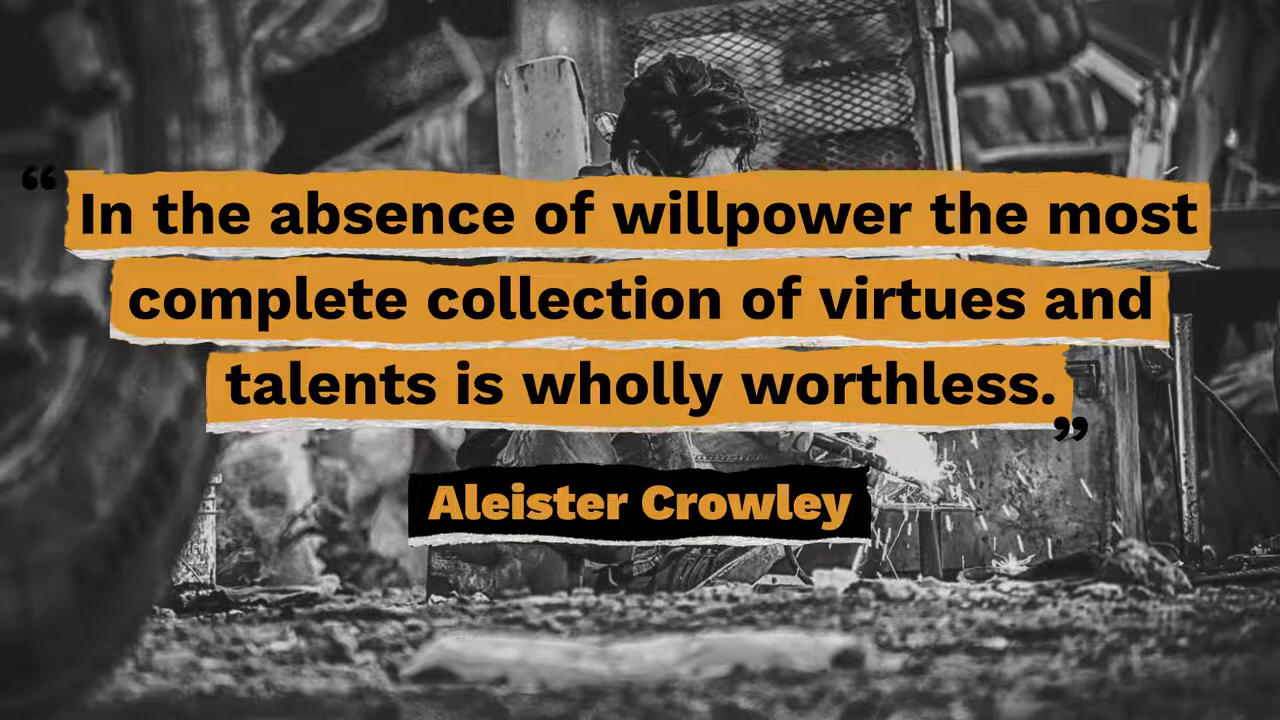 “In the absence of willpower the most
complete collection of virtues and
talents is wholly worthless.”
Aleister Crowley